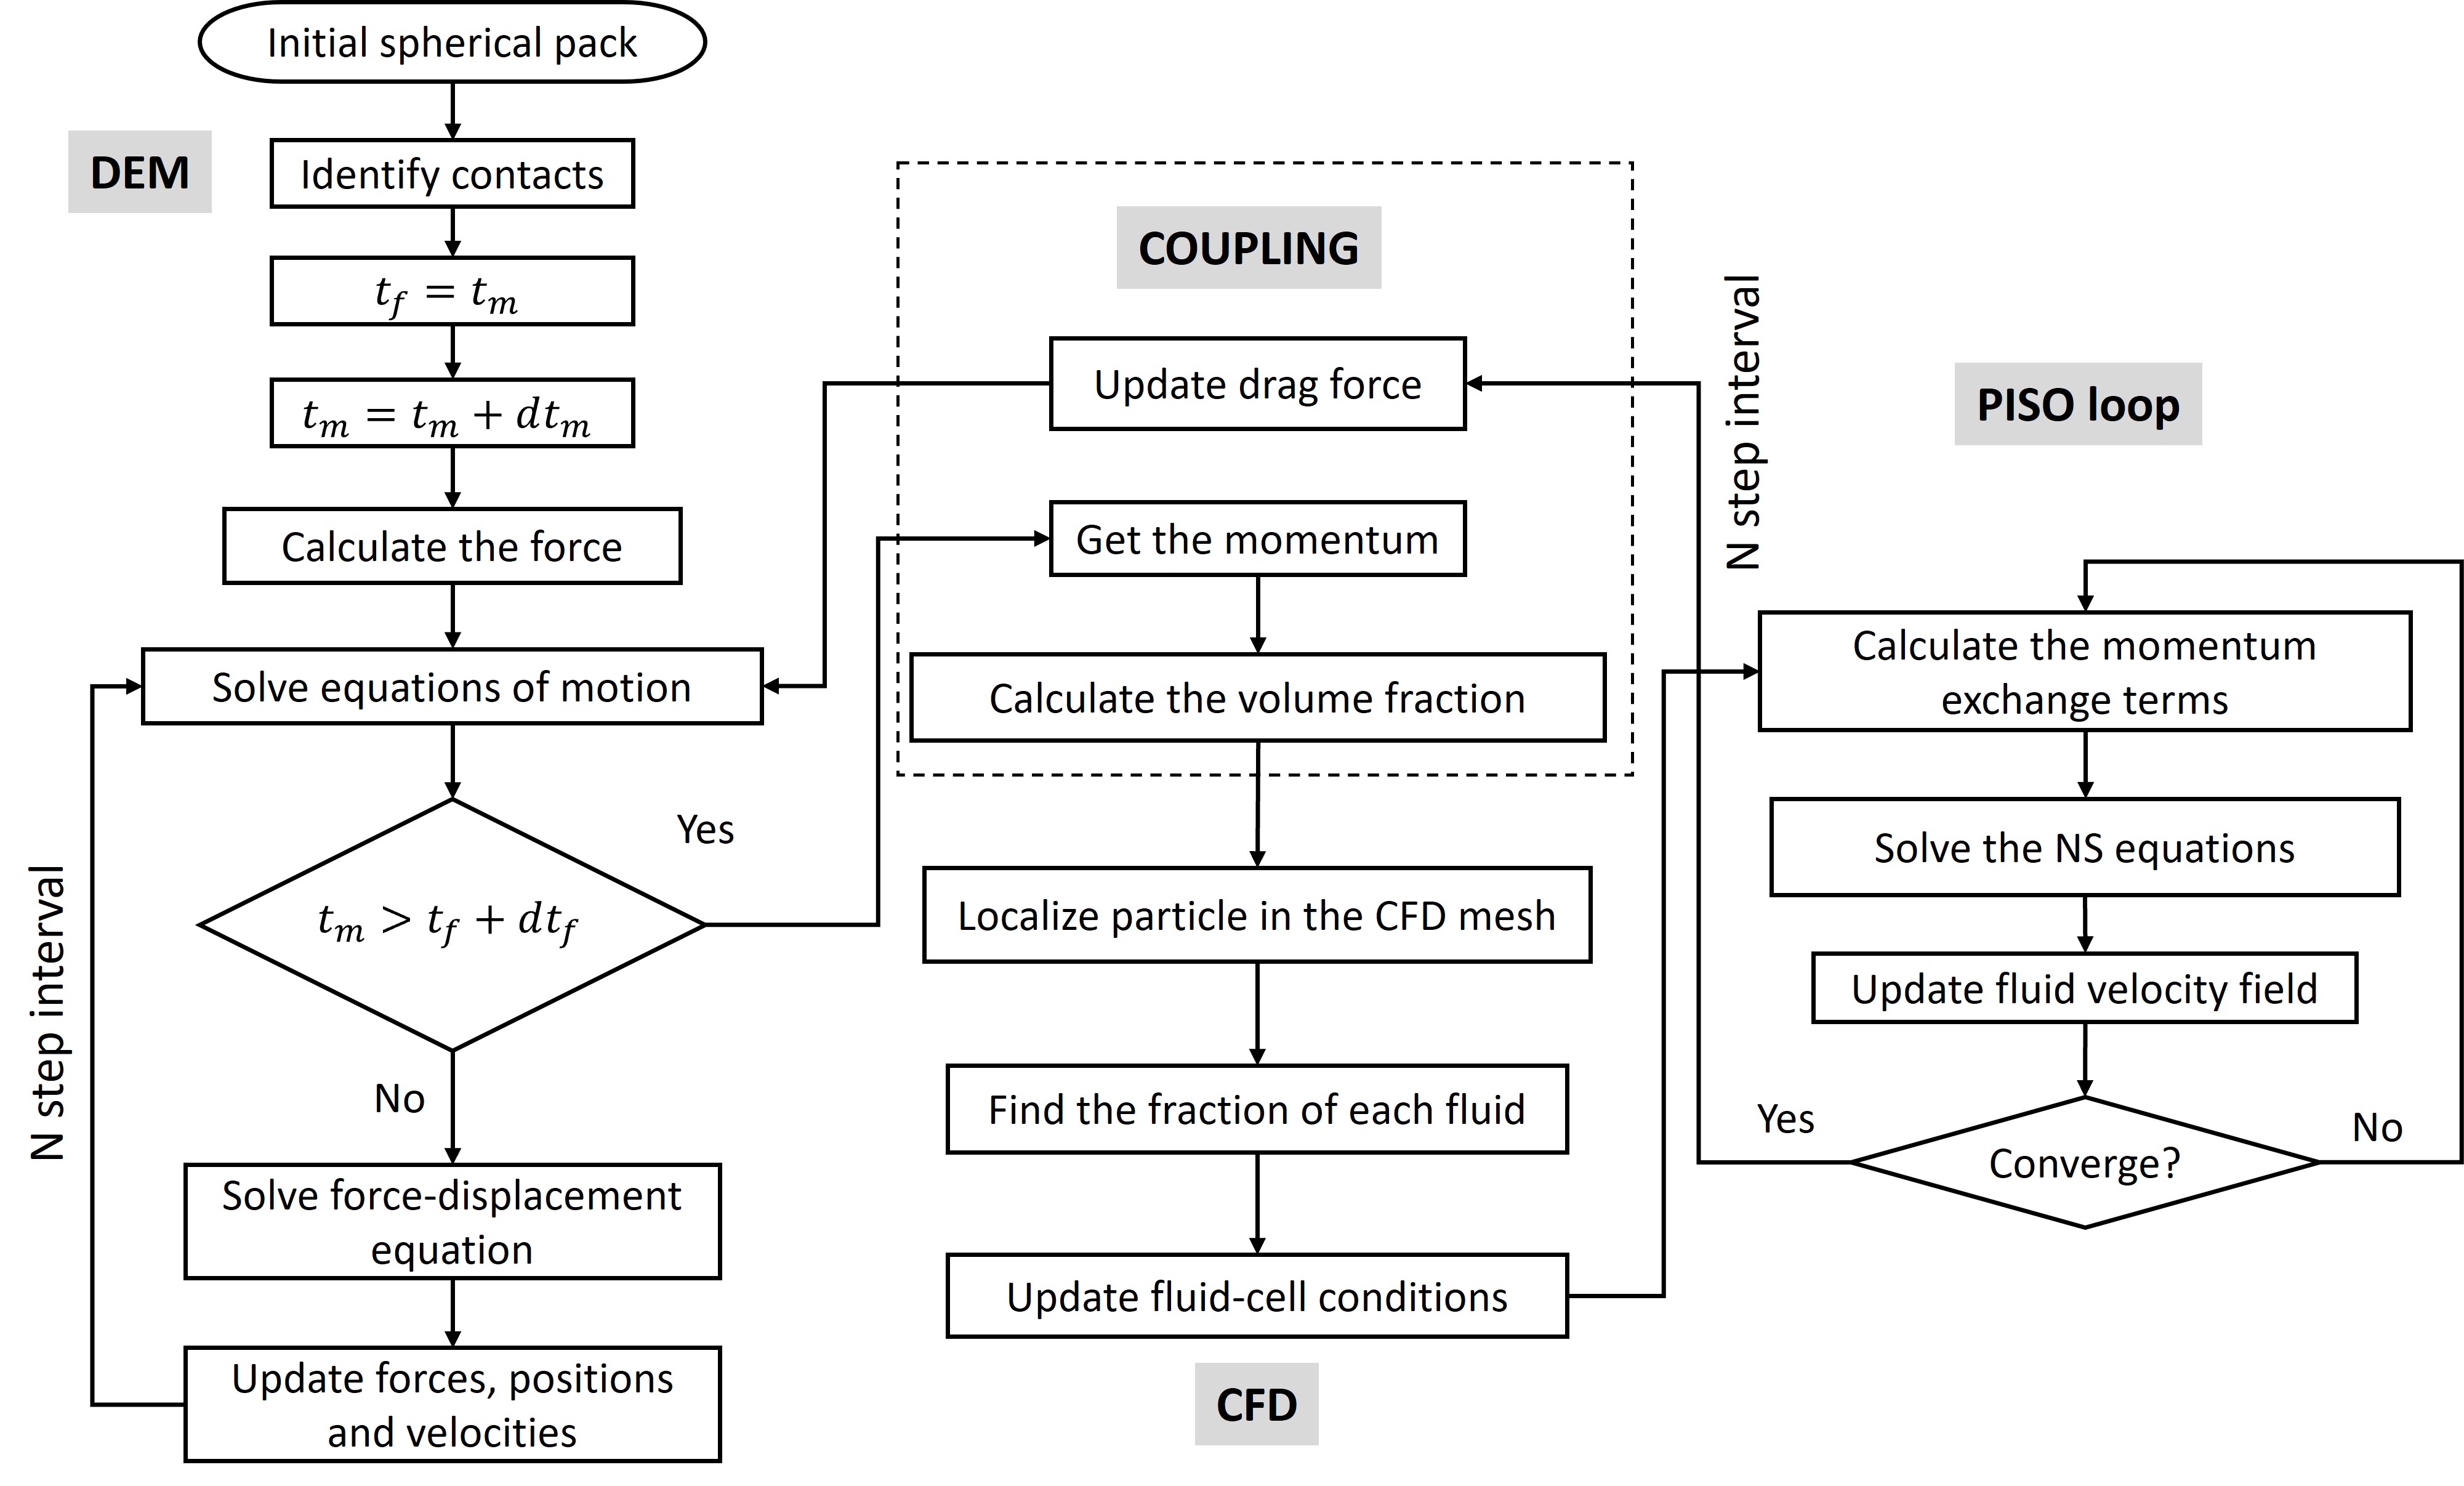 Initial spherical pack
DEM
Identify contacts
t_f = t_m
t_m = t_m + dt_m
Calculate the force
Solve equations of motion
Yes
t_m > t_f + dt_f
N step interval
No
Solve force-displacement
equation
Update forces, positions
and velocities
COUPLING
Update drag force
Get the momentum
Calculate the volume fraction
Localize particle in the CFD mesh
Find the fraction of each fluid
Update fluid-cell conditions
CFD
N step interval
PISO loop
Calculate the momentum
exchange terms
Solve the NS equations
Update fluid velocity field
Yes
Converge?
No